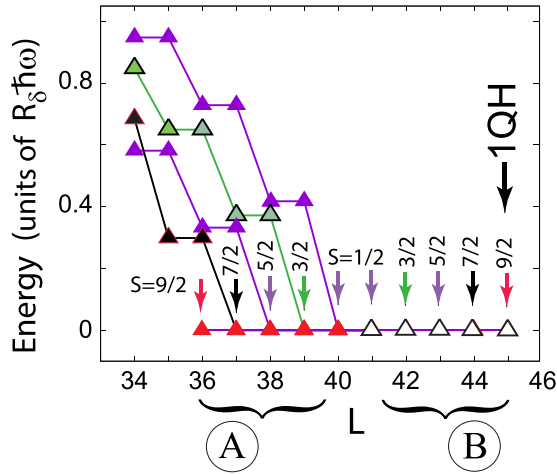 Energy (units of R_δ ħω)
0.8
0.4
0
1QH
S=9/2
7/2
5/2
3/2
S=1/2
3/2
5/2
7/2
9/2
34 36 38 40 42 44 46
L
A B